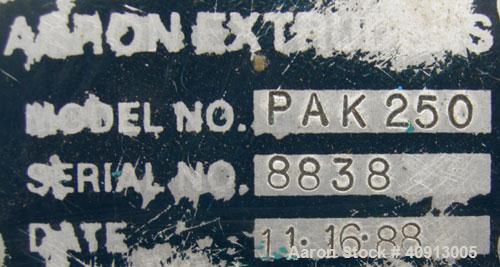 AARON EXTRUDERS
MODEL NO. PAK 250
SERIAL NO. 8838
DATE 11·16·88
Aaron Stock # 40913005